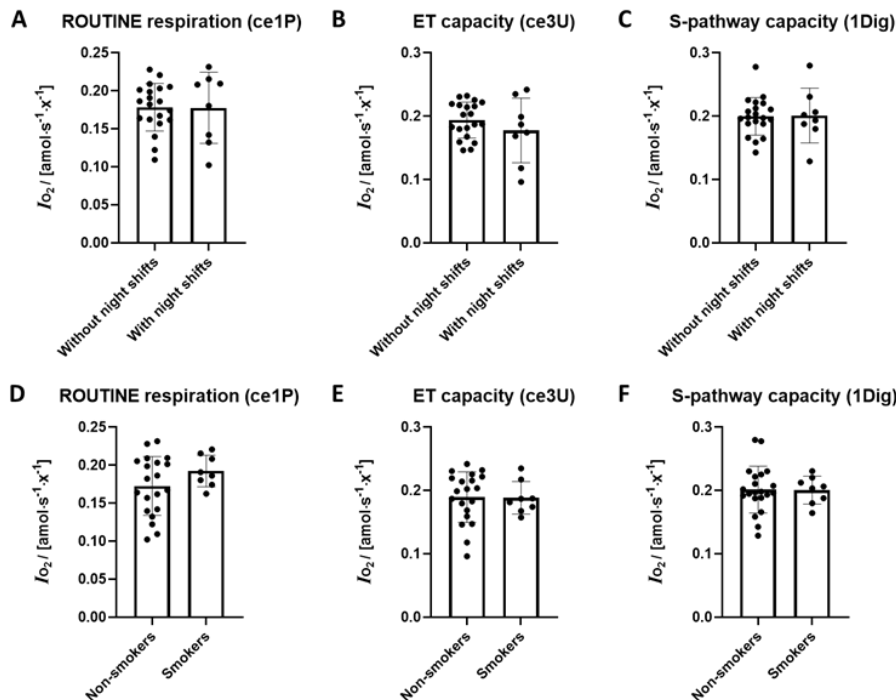 A ROUTINE respiration (ce1P)
0.25
0.20
0.15
0.10
0.05
0.00
Io₂ / [amol·s⁻¹·x⁻¹]
Without night shifts
With night shifts
B ET capacity (ce3U)
0.3
0.2
0.1
0.0
Io₂ / [amol·s⁻¹·x⁻¹]
Without night shifts
With night shifts
C S-pathway capacity (1Dig)
0.3
0.2
0.1
0.0
Io₂ / [amol·s⁻¹·x⁻¹]
Without night shifts
With night shifts
D ROUTINE respiration (ce1P)
0.25
0.20
0.15
0.10
0.05
0.00
Io₂ / [amol·s⁻¹·x⁻¹]
Non-smokers
Smokers
E ET capacity (ce3U)
0.3
0.2
0.1
0.0
Io₂ / [amol·s⁻¹·x⁻¹]
Non-smokers
Smokers
F S-pathway capacity (1Dig)
0.3
0.2
0.1
0.0
Io₂ / [amol·s⁻¹·x⁻¹]
Non-smokers
Smokers